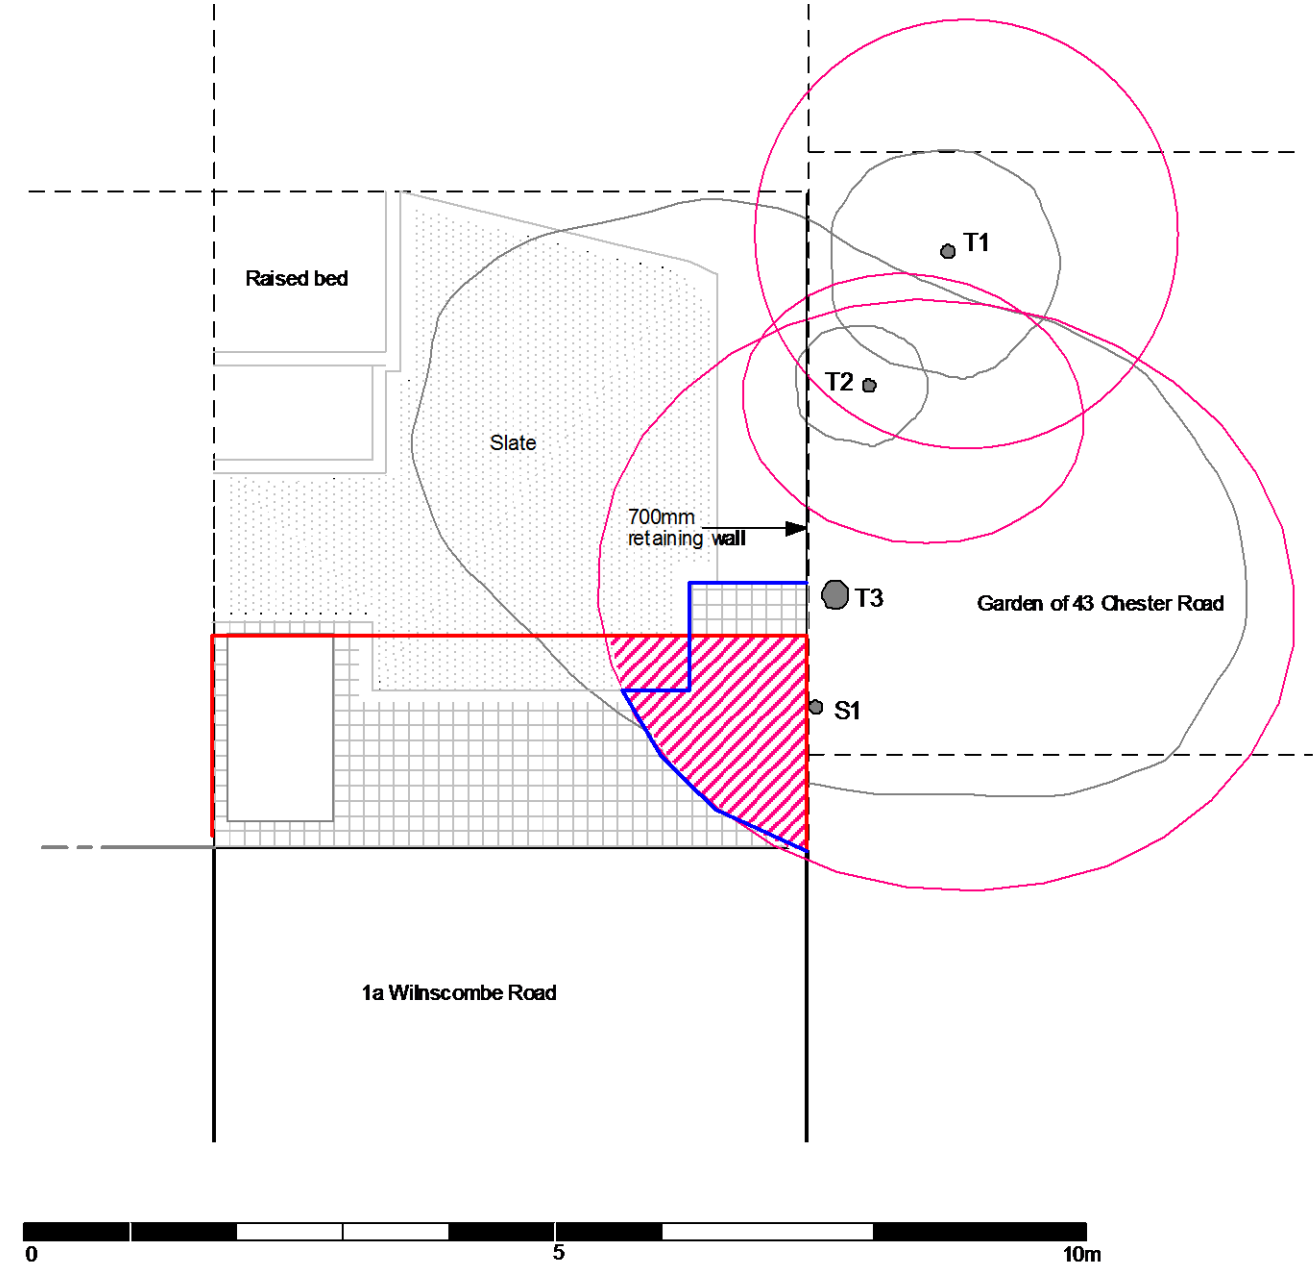 T1
Raised bed
T2
Slate
700mm
retaining wall
T3
Garden of 43 Chester Road
S1
1a Wilnscombe Road
0
5
10m